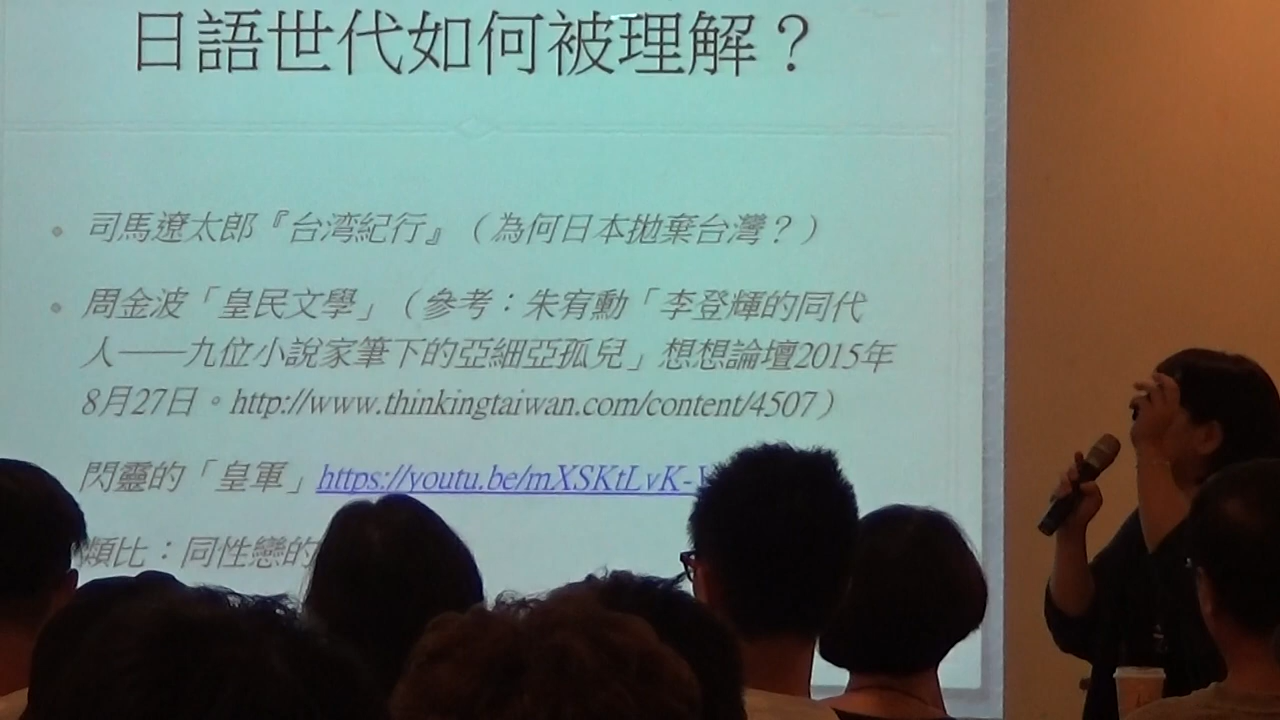 日語世代如何被理解？
司馬遼太郎『台湾紀行』（為何日本拋棄台灣？）
周金波「皇民文學」（參考：朱宥勳「李登輝的同代
人——九位小說家筆下的亞細亞孤兒」想想論壇2015年
8月27日。http://www.thinkingtaiwan.com/content/4507）
閃靈的「皇軍」https://youtu.be/mXSKtLvK-
類比：同性戀的